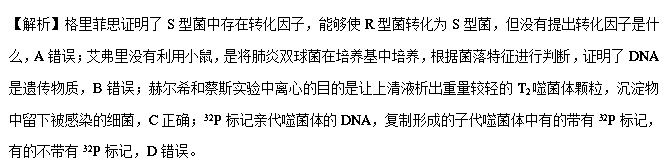 【解析】格里菲思证明了 S 型菌中存在转化因子，能够使 R 型菌转化为 S 型菌，但没有提出转化因子是什
么，A 错误；艾弗里没有利用小鼠，是将肺炎双球菌在培养基中培养，根据菌落特征进行判断，证明了 DNA
是遗传物质，B 错误；赫尔希和蔡斯实验中离心的目的是让上清液析出重量较轻的 T₂噬菌体颗粒，沉淀物
中留下被感染的细菌，C 正确；³²P 标记亲代噬菌体的 DNA，复制形成的子代噬菌体中有的带有 ³²P 标记，
有的不带有 ³²P 标记，D 错误。